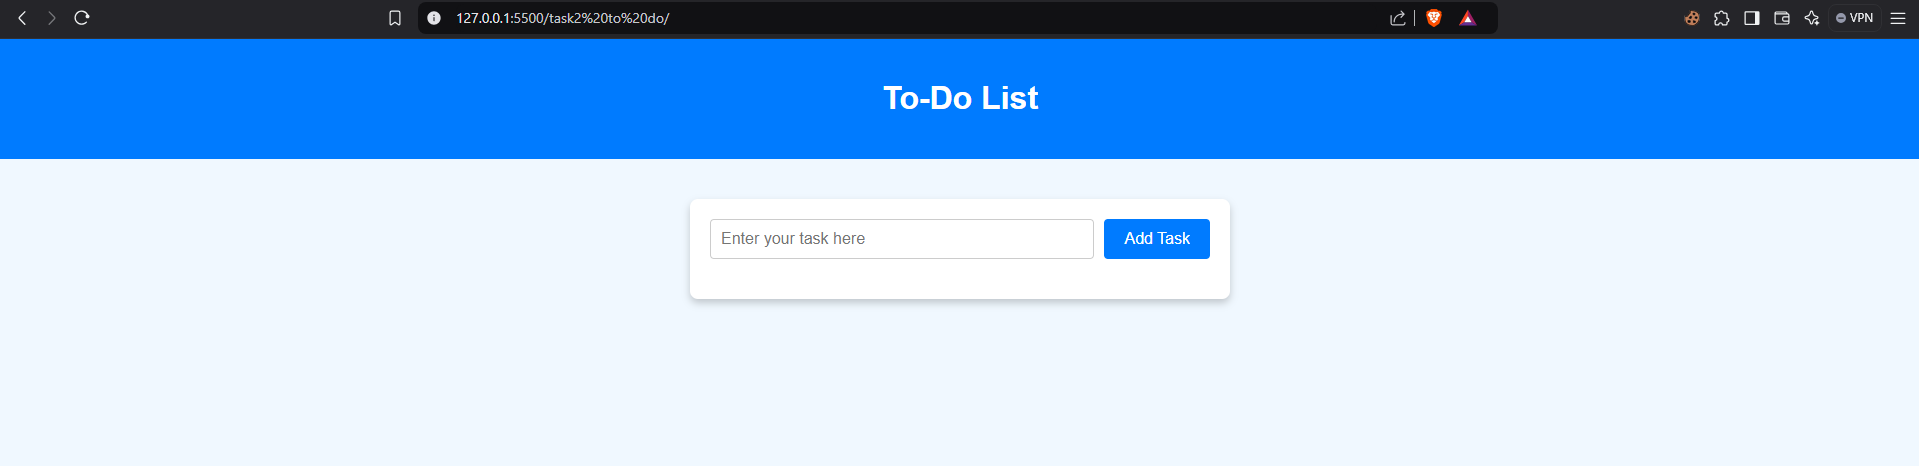 127.0.0.1:5500/task2%20to%20do/
VPN
To-Do List
Enter your task here
Add Task